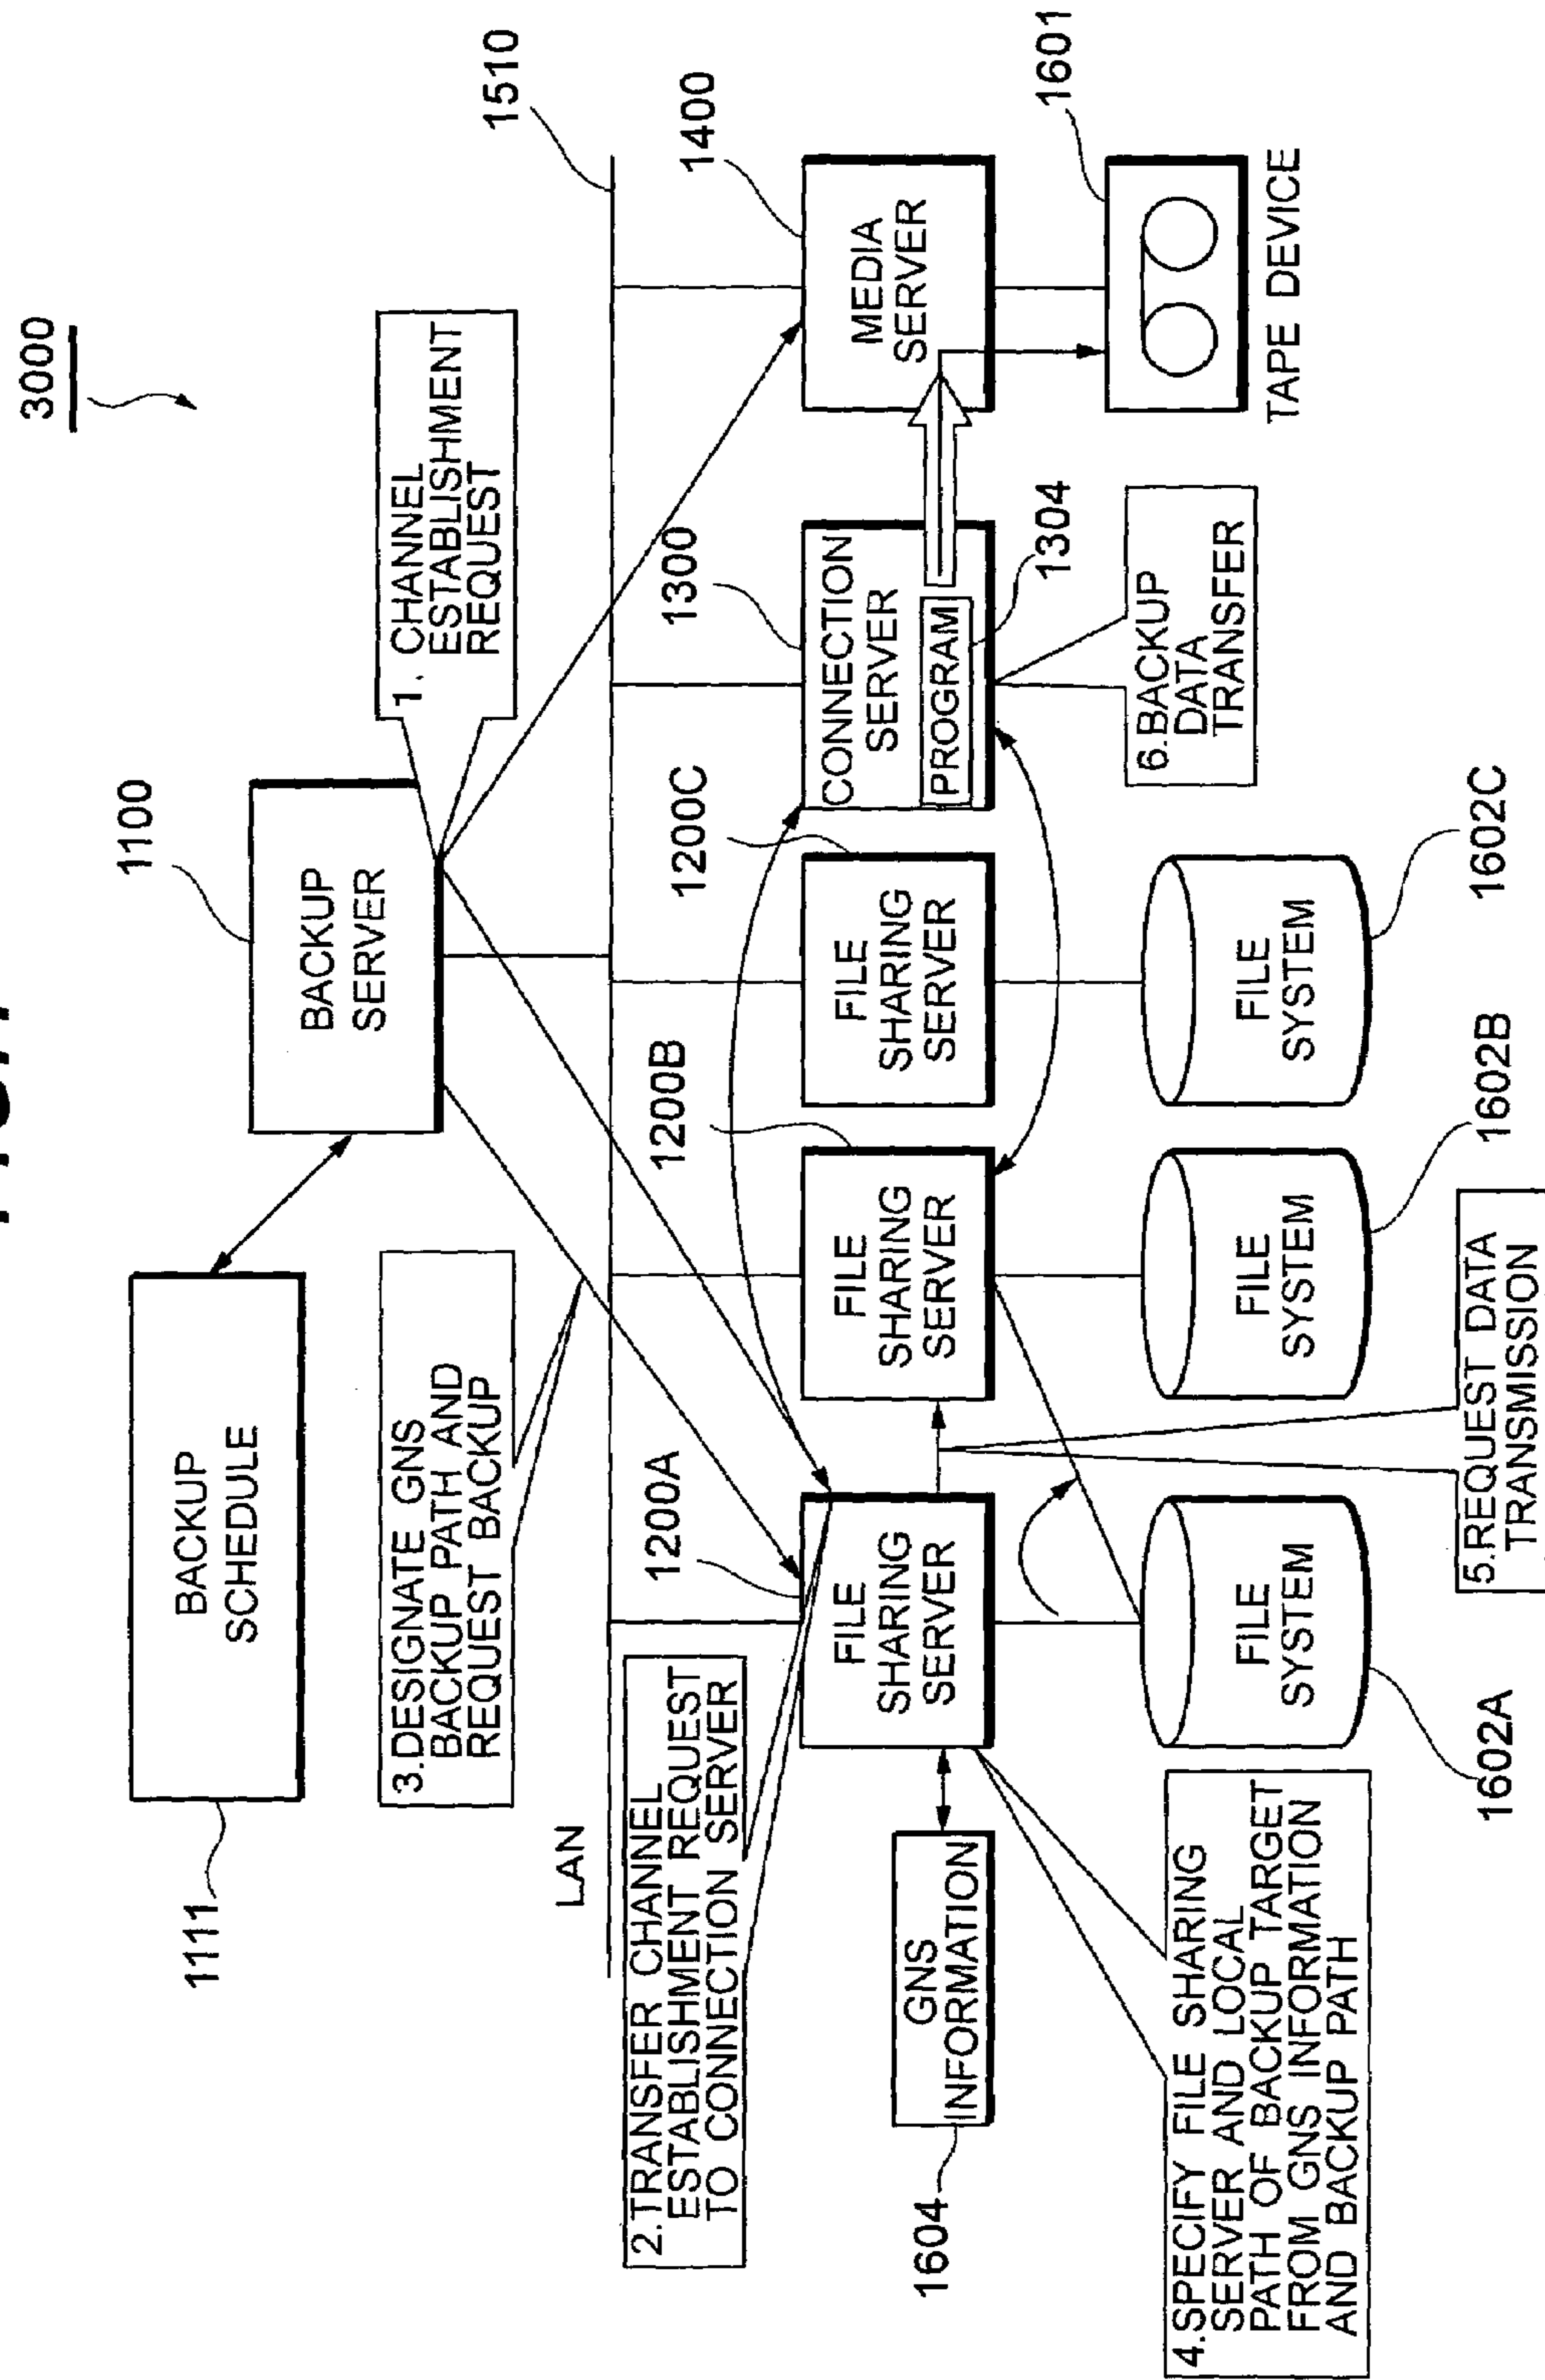 3000
BACKUP
SCHEDULE
1111
BACKUP
SERVER
1100
1. CHANNEL
ESTABLISHMENT
REQUEST
3.DESIGNATE GNS
BACKUP PATH AND
REQUEST BACKUP
LAN
1510
2.TRANSFER CHANNEL
ESTABLISHMENT REQUEST
TO CONNECTION SERVER
1200A
1200B
1200C
1300
1400
GNS
INFORMATION
1604
FILE
SHARING
SERVER
FILE
SHARING
SERVER
FILE
SHARING
SERVER
CONNECTION
SERVER
PROGRAM
1304
MEDIA
SERVER
4.SPECIFY FILE SHARING
SERVER AND LOCAL
PATH OF BACKUP TARGET
FROM GNS INFORMATION
AND BACKUP PATH
FILE
SYSTEM
1602A
FILE
SYSTEM
1602B
FILE
SYSTEM
1602C
6.BACKUP
DATA
TRANSFER
1601
TAPE DEVICE
5.REQUEST DATA
TRANSMISSION